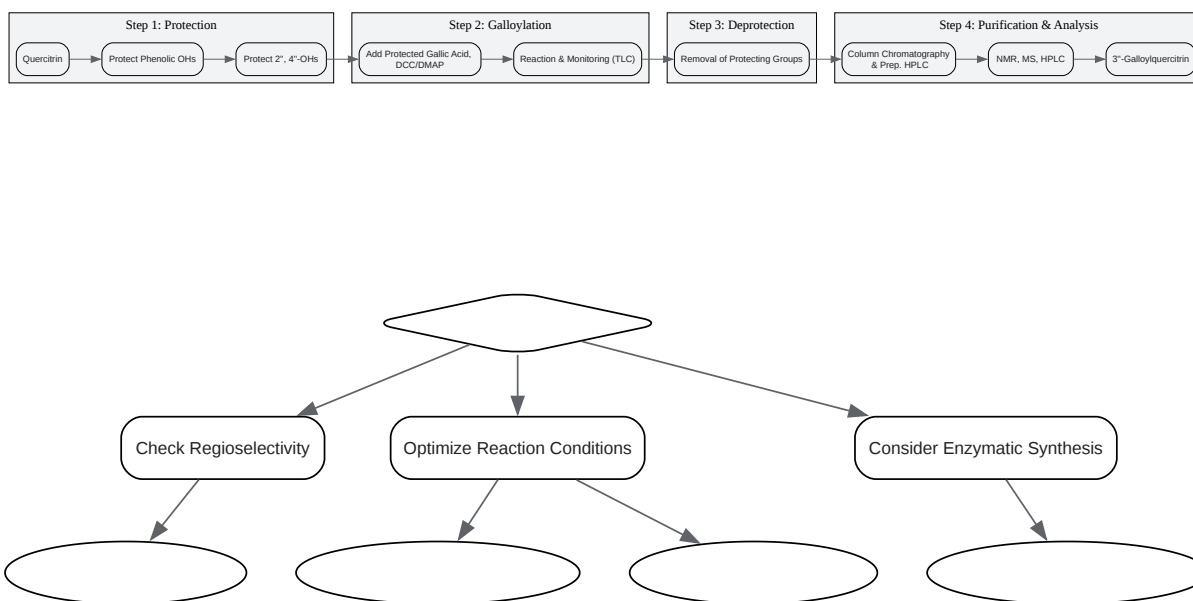 Step 1: Protection
Quercitrin
Protect Phenolic OHs
Protect 2", 4"-OHs
Step 2: Galloylation
Add Protected Gallic Acid,
DCC/DMAP
Reaction & Monitoring (TLC)
Step 3: Deprotection
Removal of Protecting Groups
Step 4: Purification & Analysis
Column Chromatography
& Prep. HPLC
NMR, MS, HPLC
3"-Galloylquercitrin
Check Regioselectivity
Optimize Reaction Conditions
Consider Enzymatic Synthesis